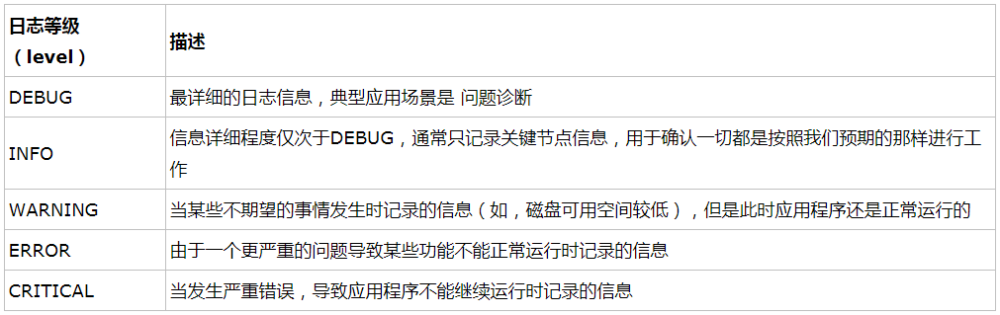 日志等级
（level）
描述
DEBUG
最详细的日志信息，典型应用场景是 问题诊断
INFO
信息详细程度仅次于DEBUG，通常只记录关键节点信息，用于确认一切都是按照我们预期的那样进行工
作
WARNING
当某些不期望的事情发生时记录的信息（如，磁盘可用空间较低），但是此时应用程序还是正常运行的
ERROR
由于一个更严重的问题导致某些功能不能正常运行时记录的信息
CRITICAL
当发生严重错误，导致应用程序不能继续运行时记录的信息